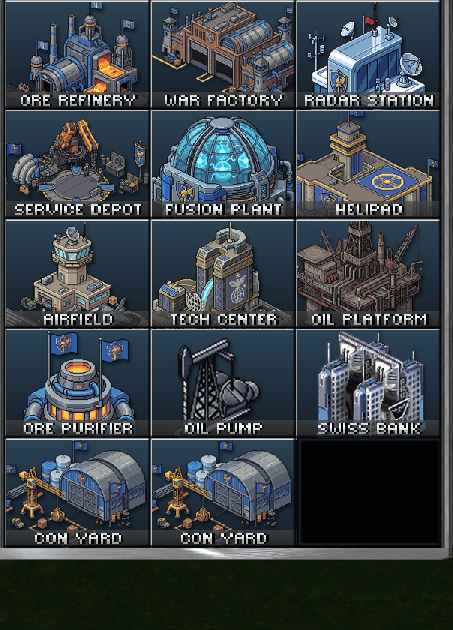 ORE REFINERY
WAR FACTORY
RADAR STATION
SERVICE DEPOT
FUSION PLANT
HELIPAD
AIRFIELD
TECH CENTER
OIL PLATFORM
ORE PURIFIER
OIL PUMP
SWISS BANK
CON YARD
CON YARD